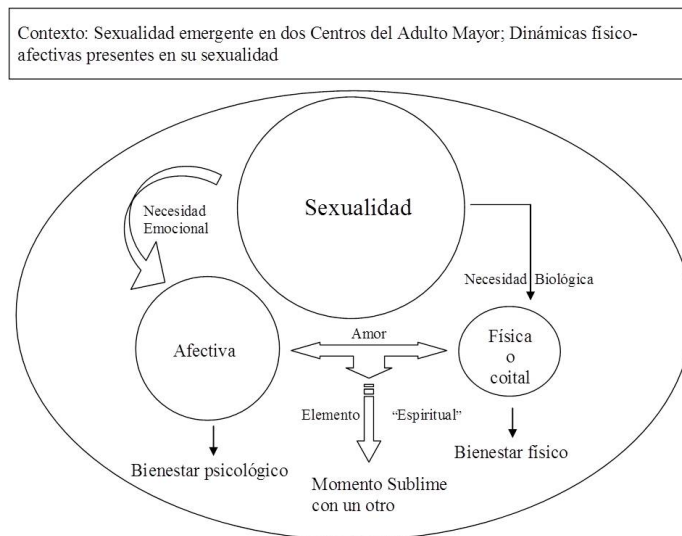 Contexto: Sexualidad emergente en dos Centros del Adulto Mayor; Dinámicas físico-
afectivas presentes en su sexualidad
Sexualidad
Necesidad
Emocional
Necesidad Biológica
Amor
Afectiva
Física
o
coital
Elemento “Espiritual”
Bienestar psicológico
Bienestar físico
Momento Sublime
con un otro